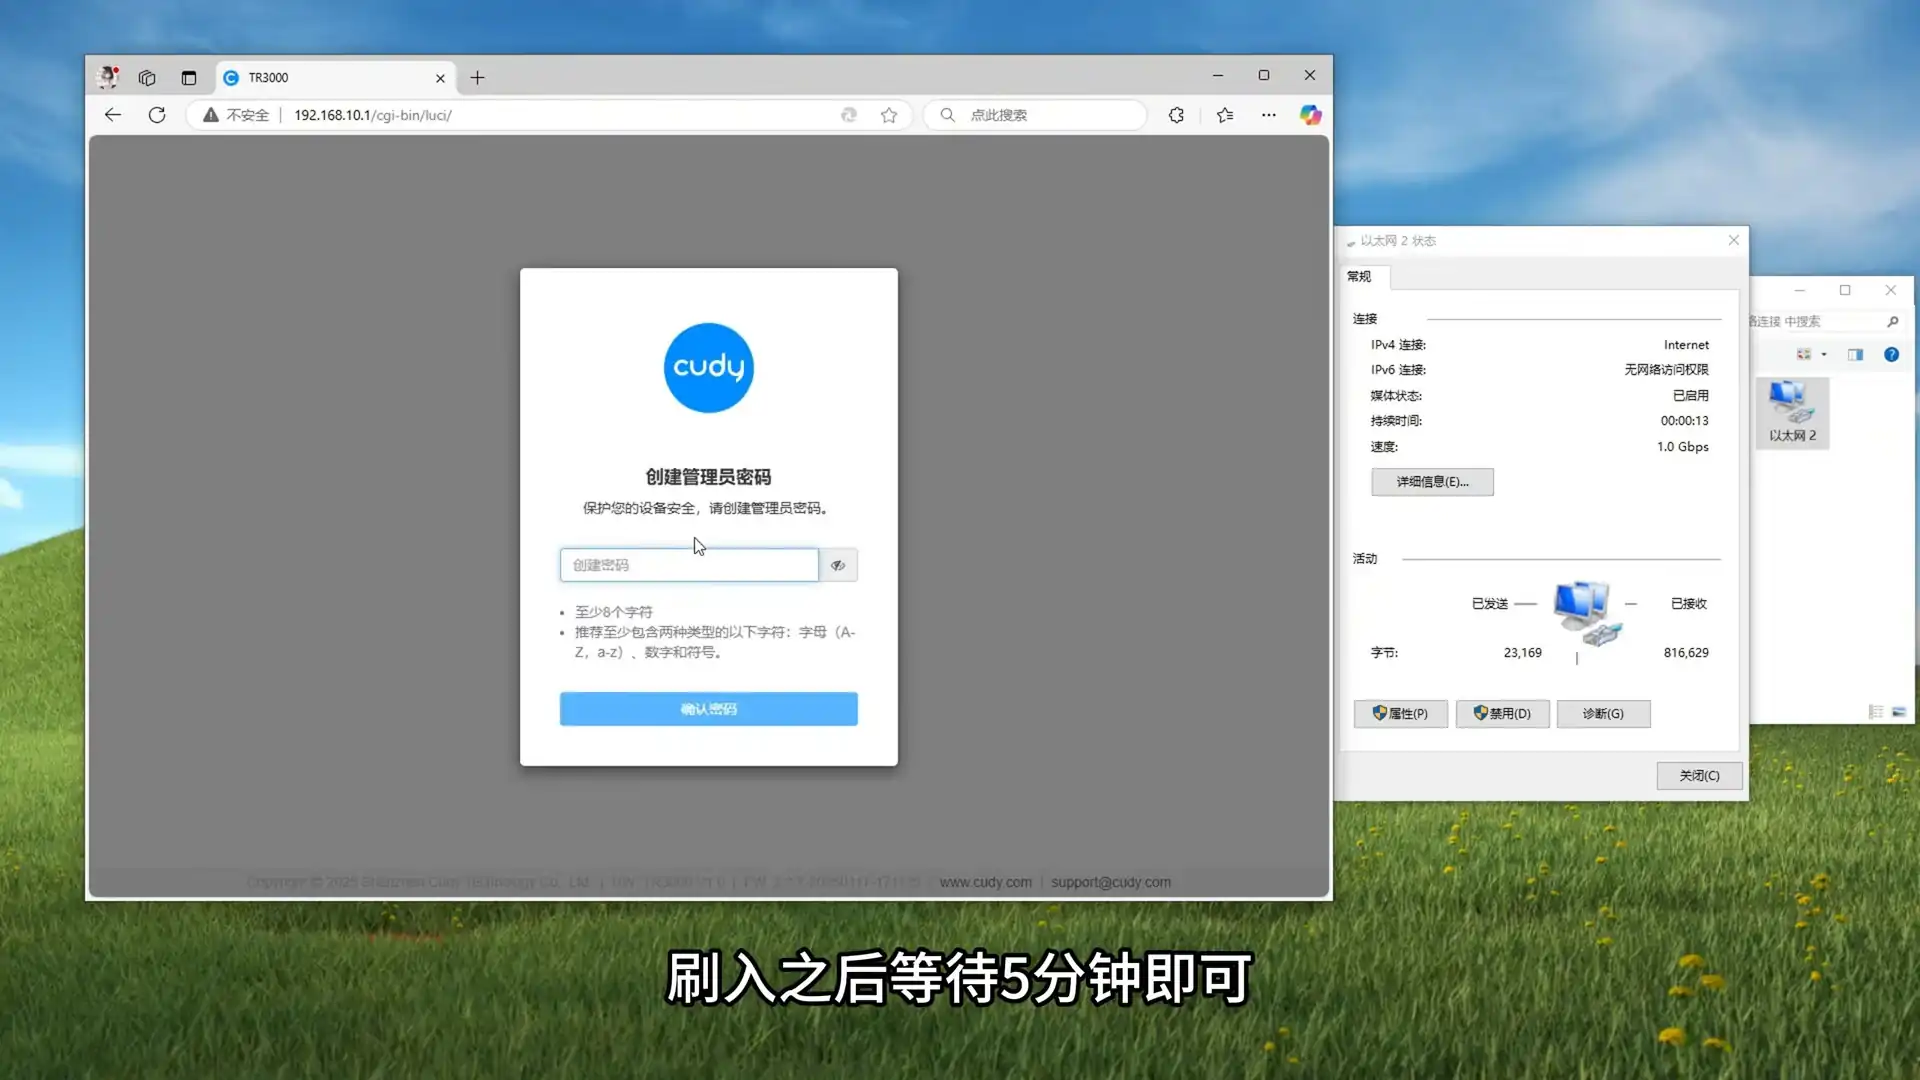 TR3000
不安全
192.168.10.1/cgi-bin/luci/
点此搜索
cudy
创建管理员密码
保护您的设备安全，请创建管理员密码。
创建密码
• 至少8个字符
• 推荐至少包含两种类型的以下字符：字母（A-
Z，a-z）、数字和符号。
确认密码
www.cudy.com | support@cudy.com
以太网 2 状态
常规
连接
IPv4 连接: Internet
IPv6 连接: 无网络访问权限
媒体状态: 已启用
持续时间: 00:00:13
速度: 1.0 Gbps
详细信息(E)...
活动
已发送 — — 已接收
字节: 23,169 | 816,629
属性(P) 禁用(D) 诊断(G)
关闭(C)
连接 中搜索
以太网 2
刷入之后等待5分钟即可